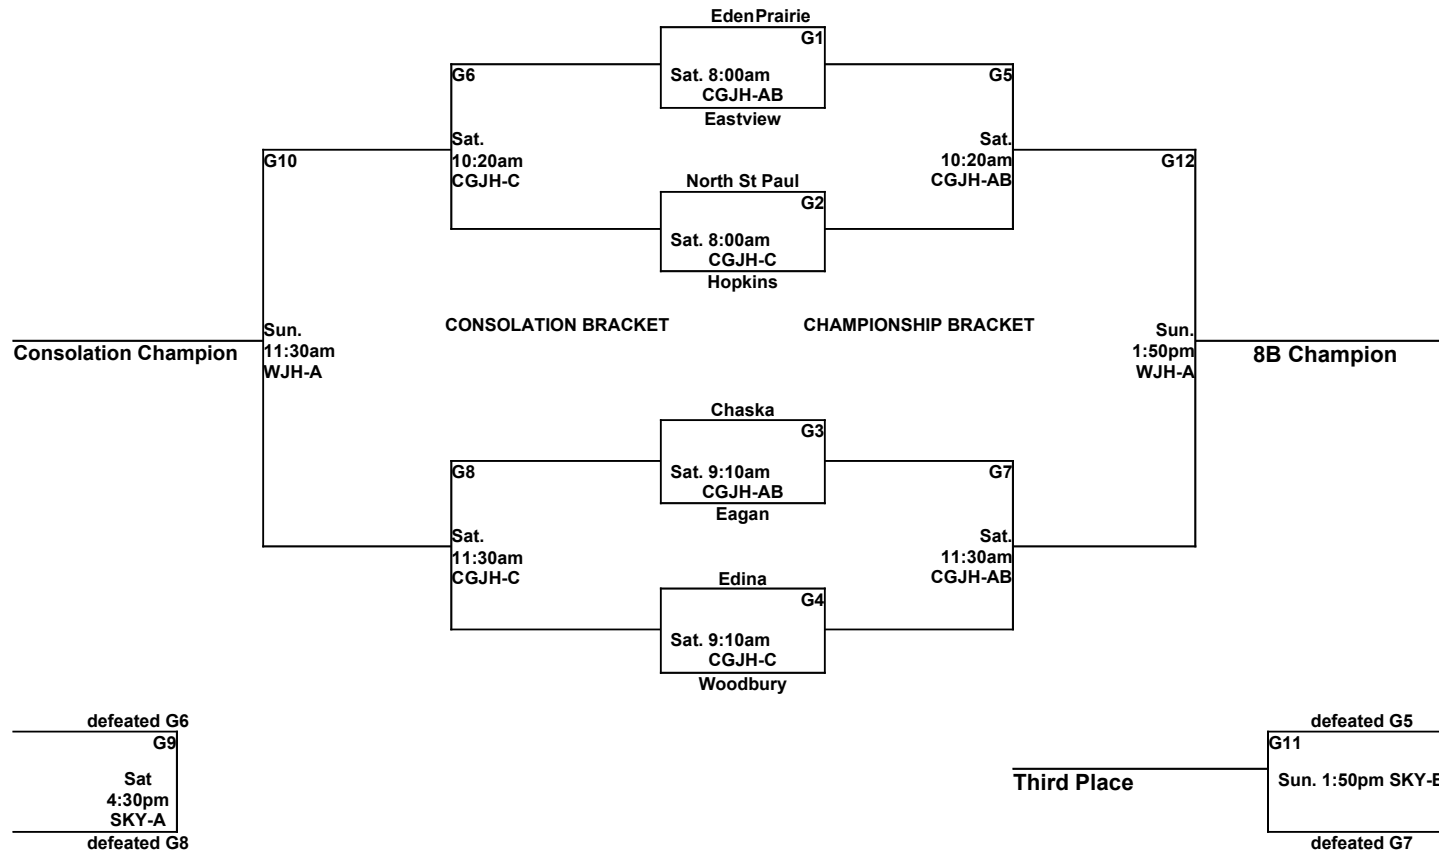 EdenPrairie
G1
Sat. 8:00am
CGJH-AB
Eastview
G6
Sat.
10:20am
CGJH-C
G5
Sat.
10:20am
CGJH-AB
North St Paul
G2
Sat. 8:00am
CGJH-C
Hopkins
G10
Sun.
11:30am
WJH-A
Consolation Champion
CONSOLATION BRACKET
CHAMPIONSHIP BRACKET
G12
Sun.
1:50pm
WJH-A
8B Champion
Chaska
G3
Sat. 9:10am
CGJH-AB
Eagan
G8
Sat.
11:30am
CGJH-C
G7
Sat.
11:30am
CGJH-AB
Edina
G4
Sat. 9:10am
CGJH-C
Woodbury
defeated G6
G9
Sat
4:30pm
SKY-A
defeated G8
Third Place
defeated G5
G11
Sun. 1:50pm SKY-B
defeated G7